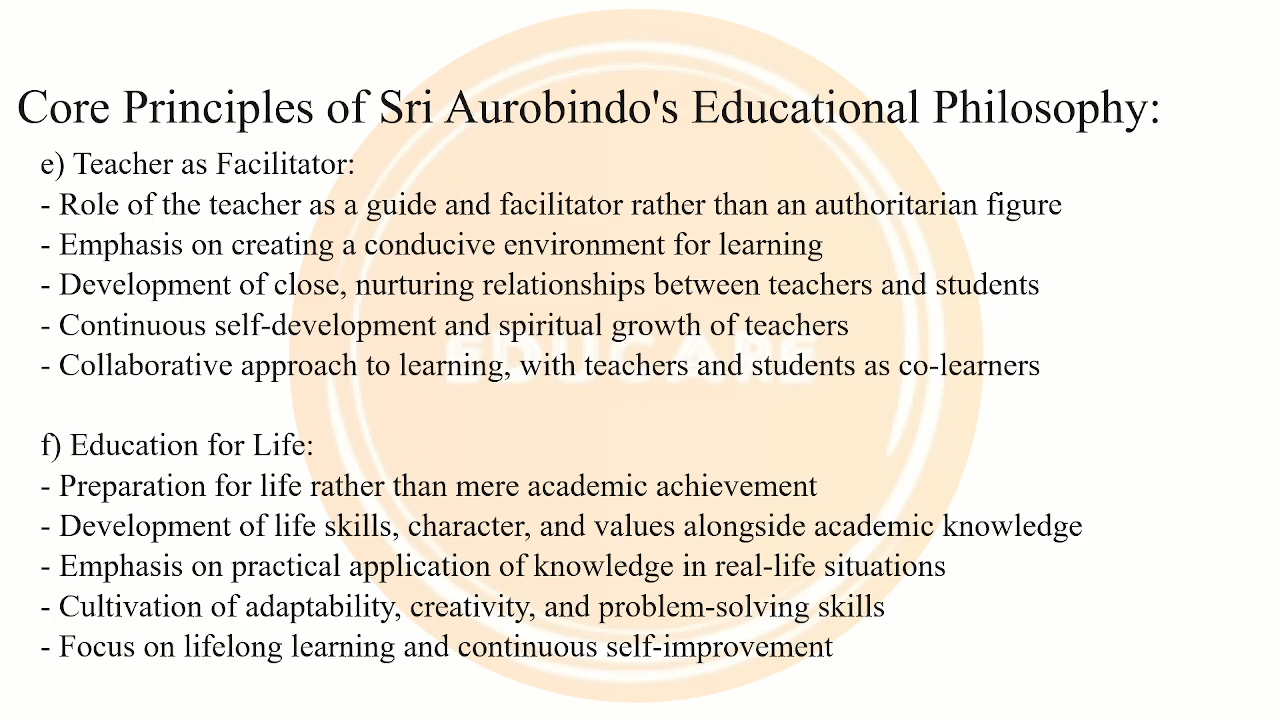 Core Principles of Sri Aurobindo's Educational Philosophy:
e) Teacher as Facilitator:
- Role of the teacher as a guide and facilitator rather than an authoritarian figure
- Emphasis on creating a conducive environment for learning
- Development of close, nurturing relationships between teachers and students
- Continuous self-development and spiritual growth of teachers
EDUCARE
- Collaborative approach to learning, with teachers and students as co-learners
f) Education for Life:
- Preparation for life rather than mere academic achievement
- Development of life skills, character, and values alongside academic knowledge
- Emphasis on practical application of knowledge in real-life situations
- Cultivation of adaptability, creativity, and problem-solving skills
- Focus on lifelong learning and continuous self-improvement